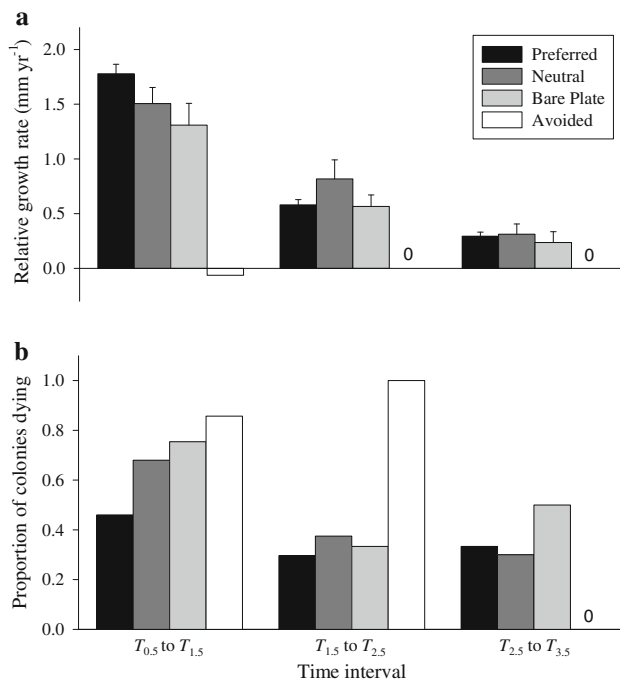 a
Relative growth rate (mm yr⁻¹)
2.0
1.5
1.0
0.5
0.0
Preferred
Neutral
Bare Plate
Avoided
0
0
b
Proportion of colonies dying
1.0
0.8
0.6
0.4
0.2
0.0
0
T0.5 to T1.5
T1.5 to T2.5
T2.5 to T3.5
Time interval